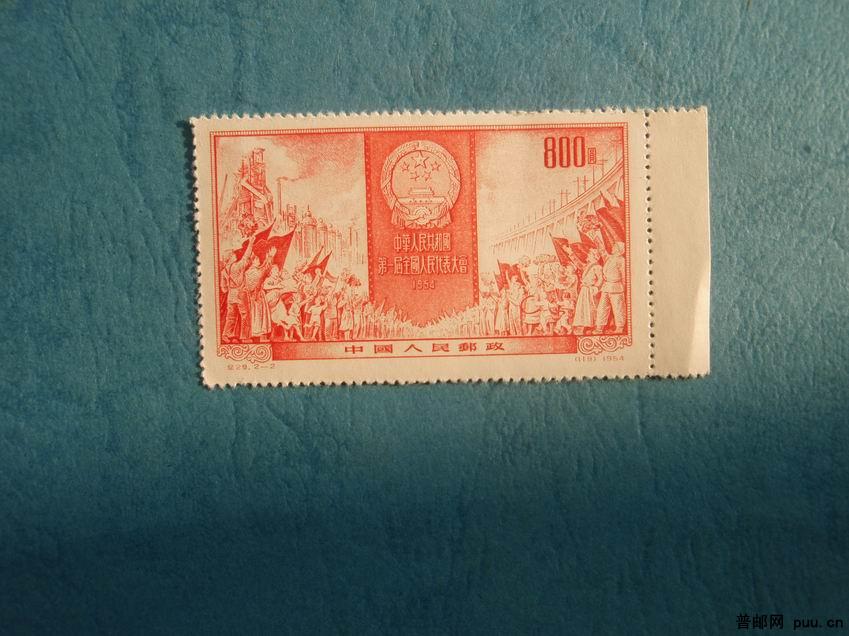 800圓
中華人民共和國
第一屆全國人民代表大會
1954
中國人民郵政
紀29. 2—2
(119) 1954
普邮网 puu.cn